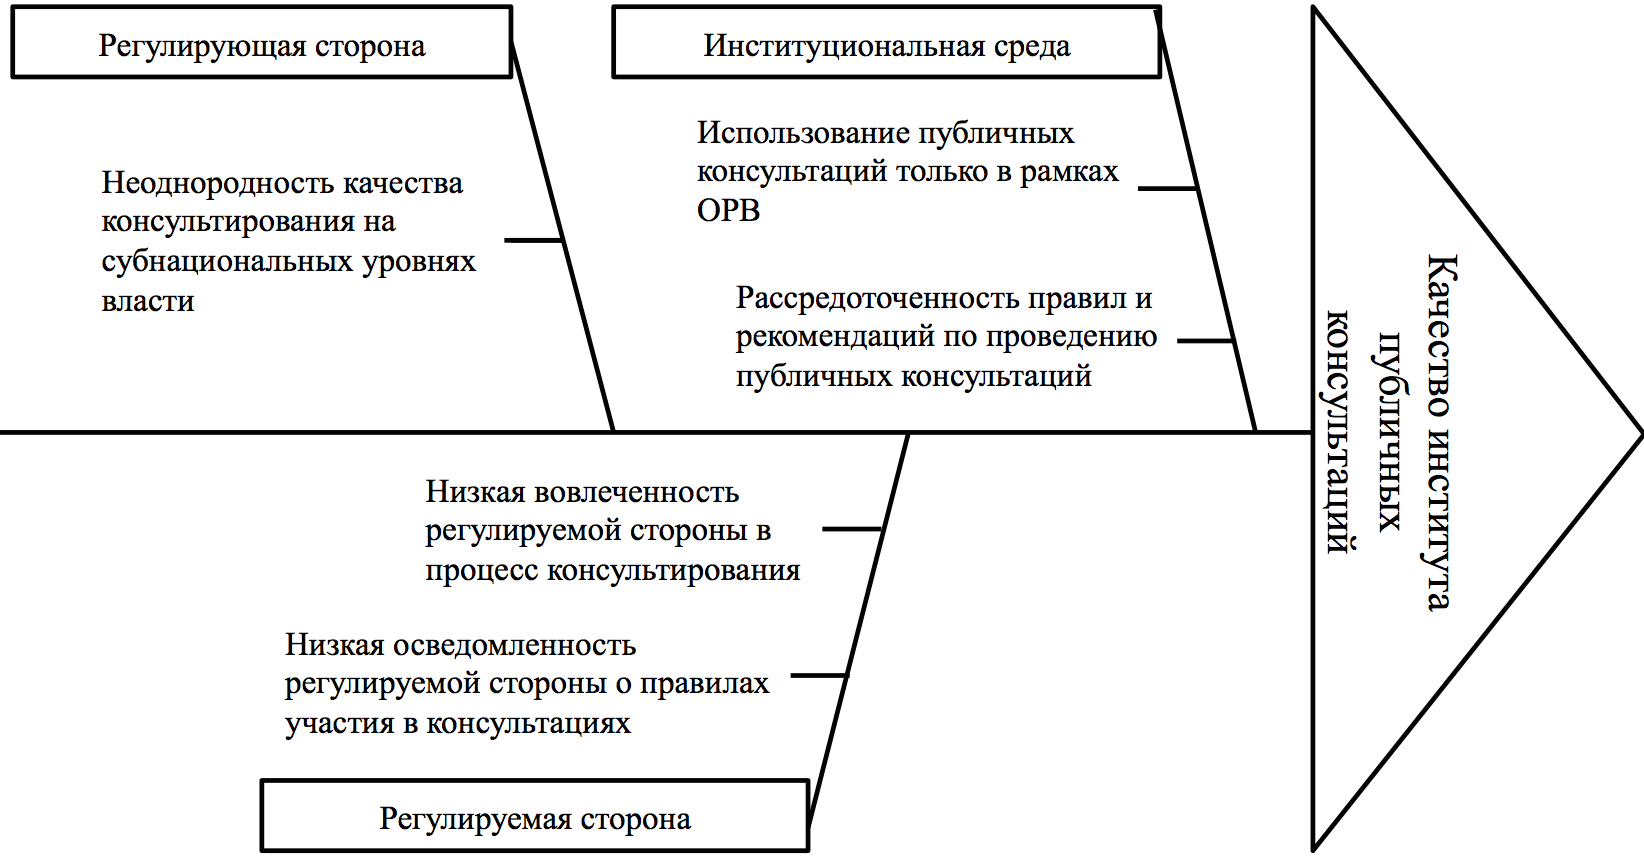 Регулирующая сторона
Институциональная среда
Неоднородность качества
консультирования на
субнациональных уровнях
власти
Использование публичных
консультаций только в рамках
ОРВ
Рассредоточенность правил и
рекомендаций по проведению
публичных консультаций
Низкая вовлеченность
регулируемой стороны в
процесс консультирования
Низкая осведомленность
регулируемой стороны о правилах
участия в консультациях
Регулируемая сторона
Качество института
публичных
консультаций